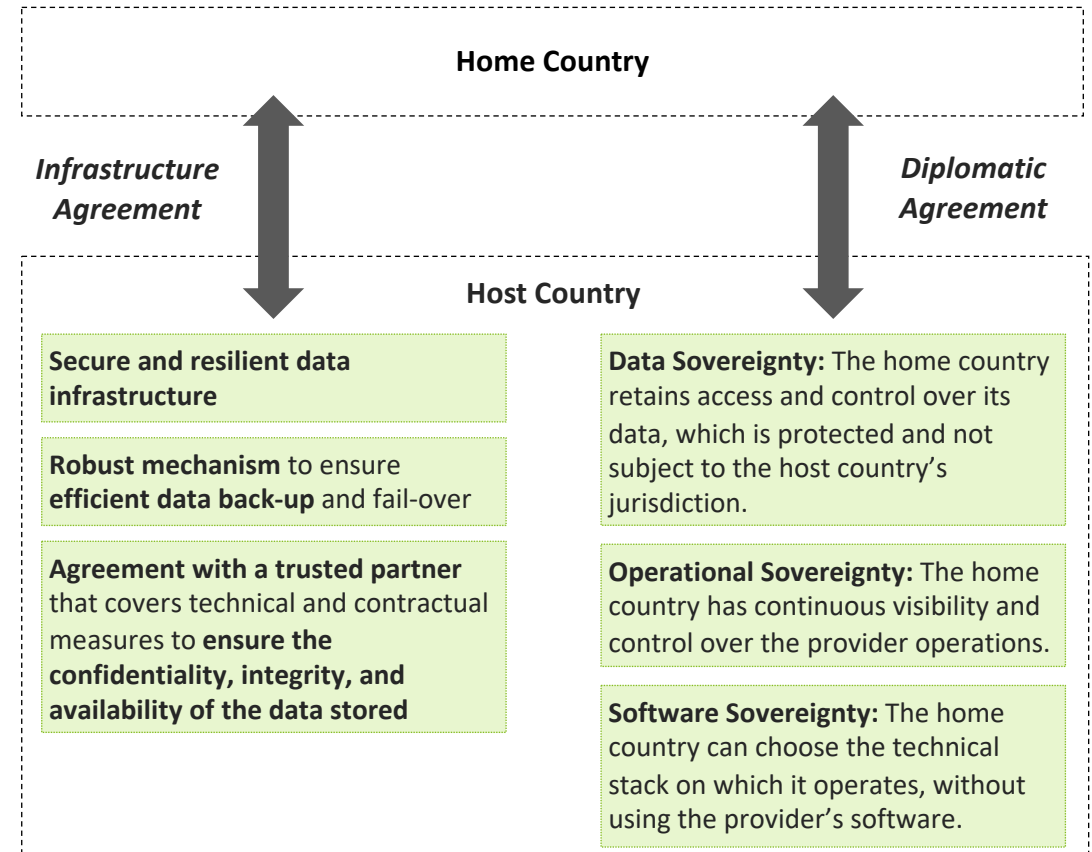 Home Country
Infrastructure
Agreement
Diplomatic
Agreement
Host Country
Secure and resilient data
infrastructure
Robust mechanism to ensure
efficient data back-up and fail-over
Agreement with a trusted partner
that covers technical and contractual
measures to ensure the
confidentiality, integrity, and
availability of the data stored
Data Sovereignty: The home country
retains access and control over its
data, which is protected and not
subject to the host country’s
jurisdiction.
Operational Sovereignty: The home
country has continuous visibility and
control over the provider operations.
Software Sovereignty: The home
country can choose the technical
stack on which it operates, without
using the provider’s software.